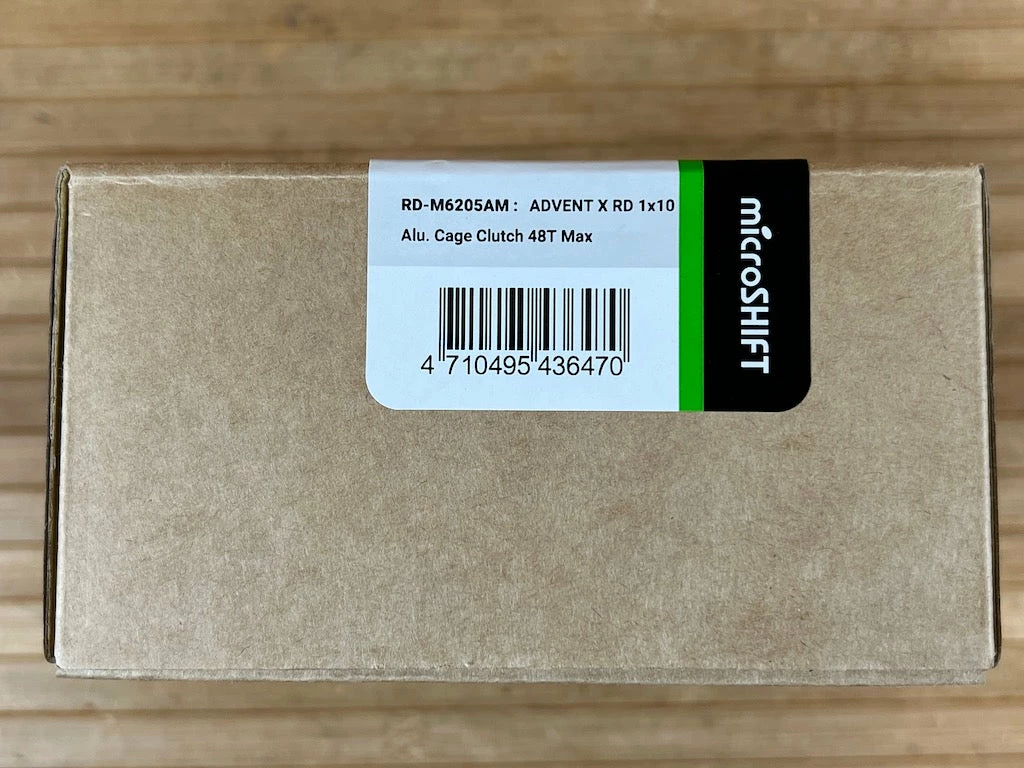 RD-M6205AM : ADVENT X RD 1x10
Alu. Cage Clutch 48T Max
4 710495 436470
microSHIFT